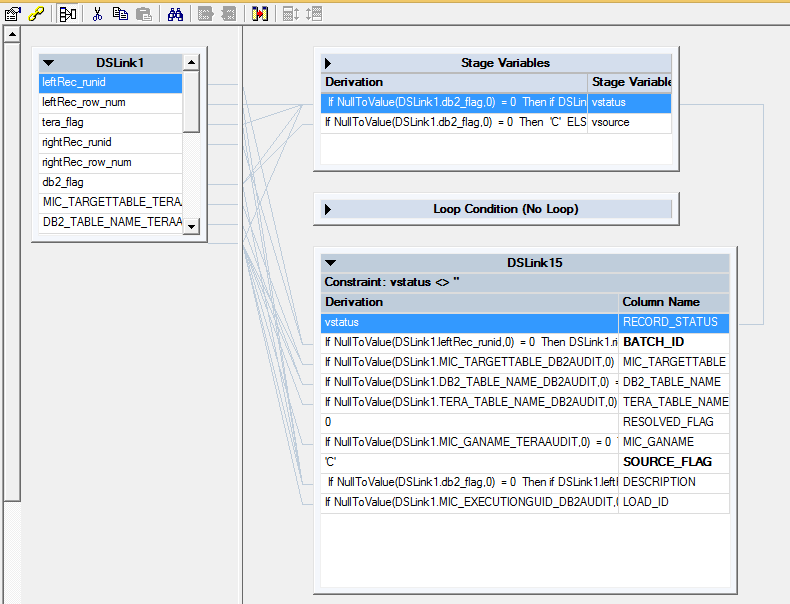 DSLink1
leftRec_runid
leftRec_row_num
tera_flag
rightRec_runid
rightRec_row_num
db2_flag
MIC_TARGETTABLE_TERA
DB2_TABLE_NAME_TERAA
Stage Variables
Derivation Stage Variable
If NullToValue(DSLink1.db2_flag,0) = 0 Then if DSLin vstatus
If NullToValue(DSLink1.db2_flag,0) = 0 Then 'C' ELS vsource
Loop Condition (No Loop)
DSLink15
Constraint: vstatus <> ''
Derivation Column Name
vstatus RECORD_STATUS
If NullToValue(DSLink1.leftRec_runid,0) = 0 Then DSLink1.ri BATCH_ID
If NullToValue(DSLink1.MIC_TARGETTABLE_DB2AUDIT,0) MIC_TARGETTABLE
If NullToValue(DSLink1.DB2_TABLE_NAME_DB2AUDIT,0) = DB2_TABLE_NAME
If NullToValue(DSLink1.TERA_TABLE_NAME_DB2AUDIT,0) TERA_TABLE_NAME
0 RESOLVED_FLAG
If NullToValue(DSLink1.MIC_GANAME_TERAAUDIT,0) = 0 MIC_GANAME
'C' SOURCE_FLAG
If NullToValue(DSLink1.db2_flag,0) = 0 Then if DSLink1.leftl DESCRIPTION
If NullToValue(DSLink1.MIC_EXECUTIONGUID_DB2AUDIT,0 LOAD_ID